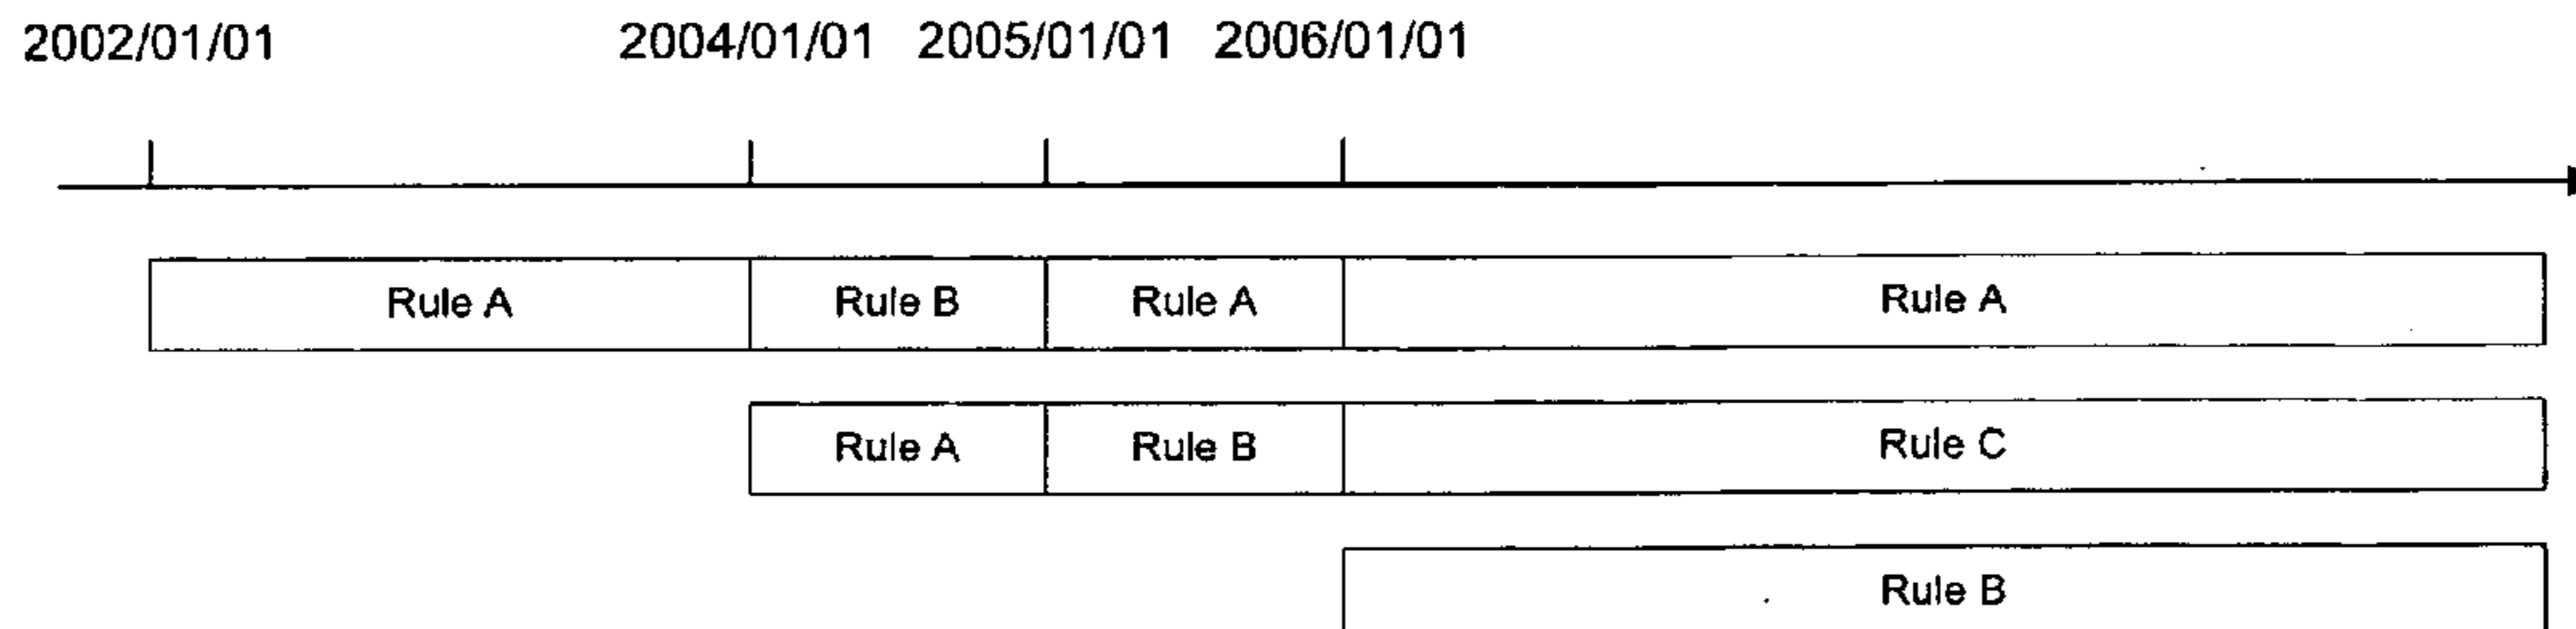 2002/01/01 2004/01/01 2005/01/01 2006/01/01
Rule A Rule B Rule A Rule A
Rule A Rule B Rule C
Rule B